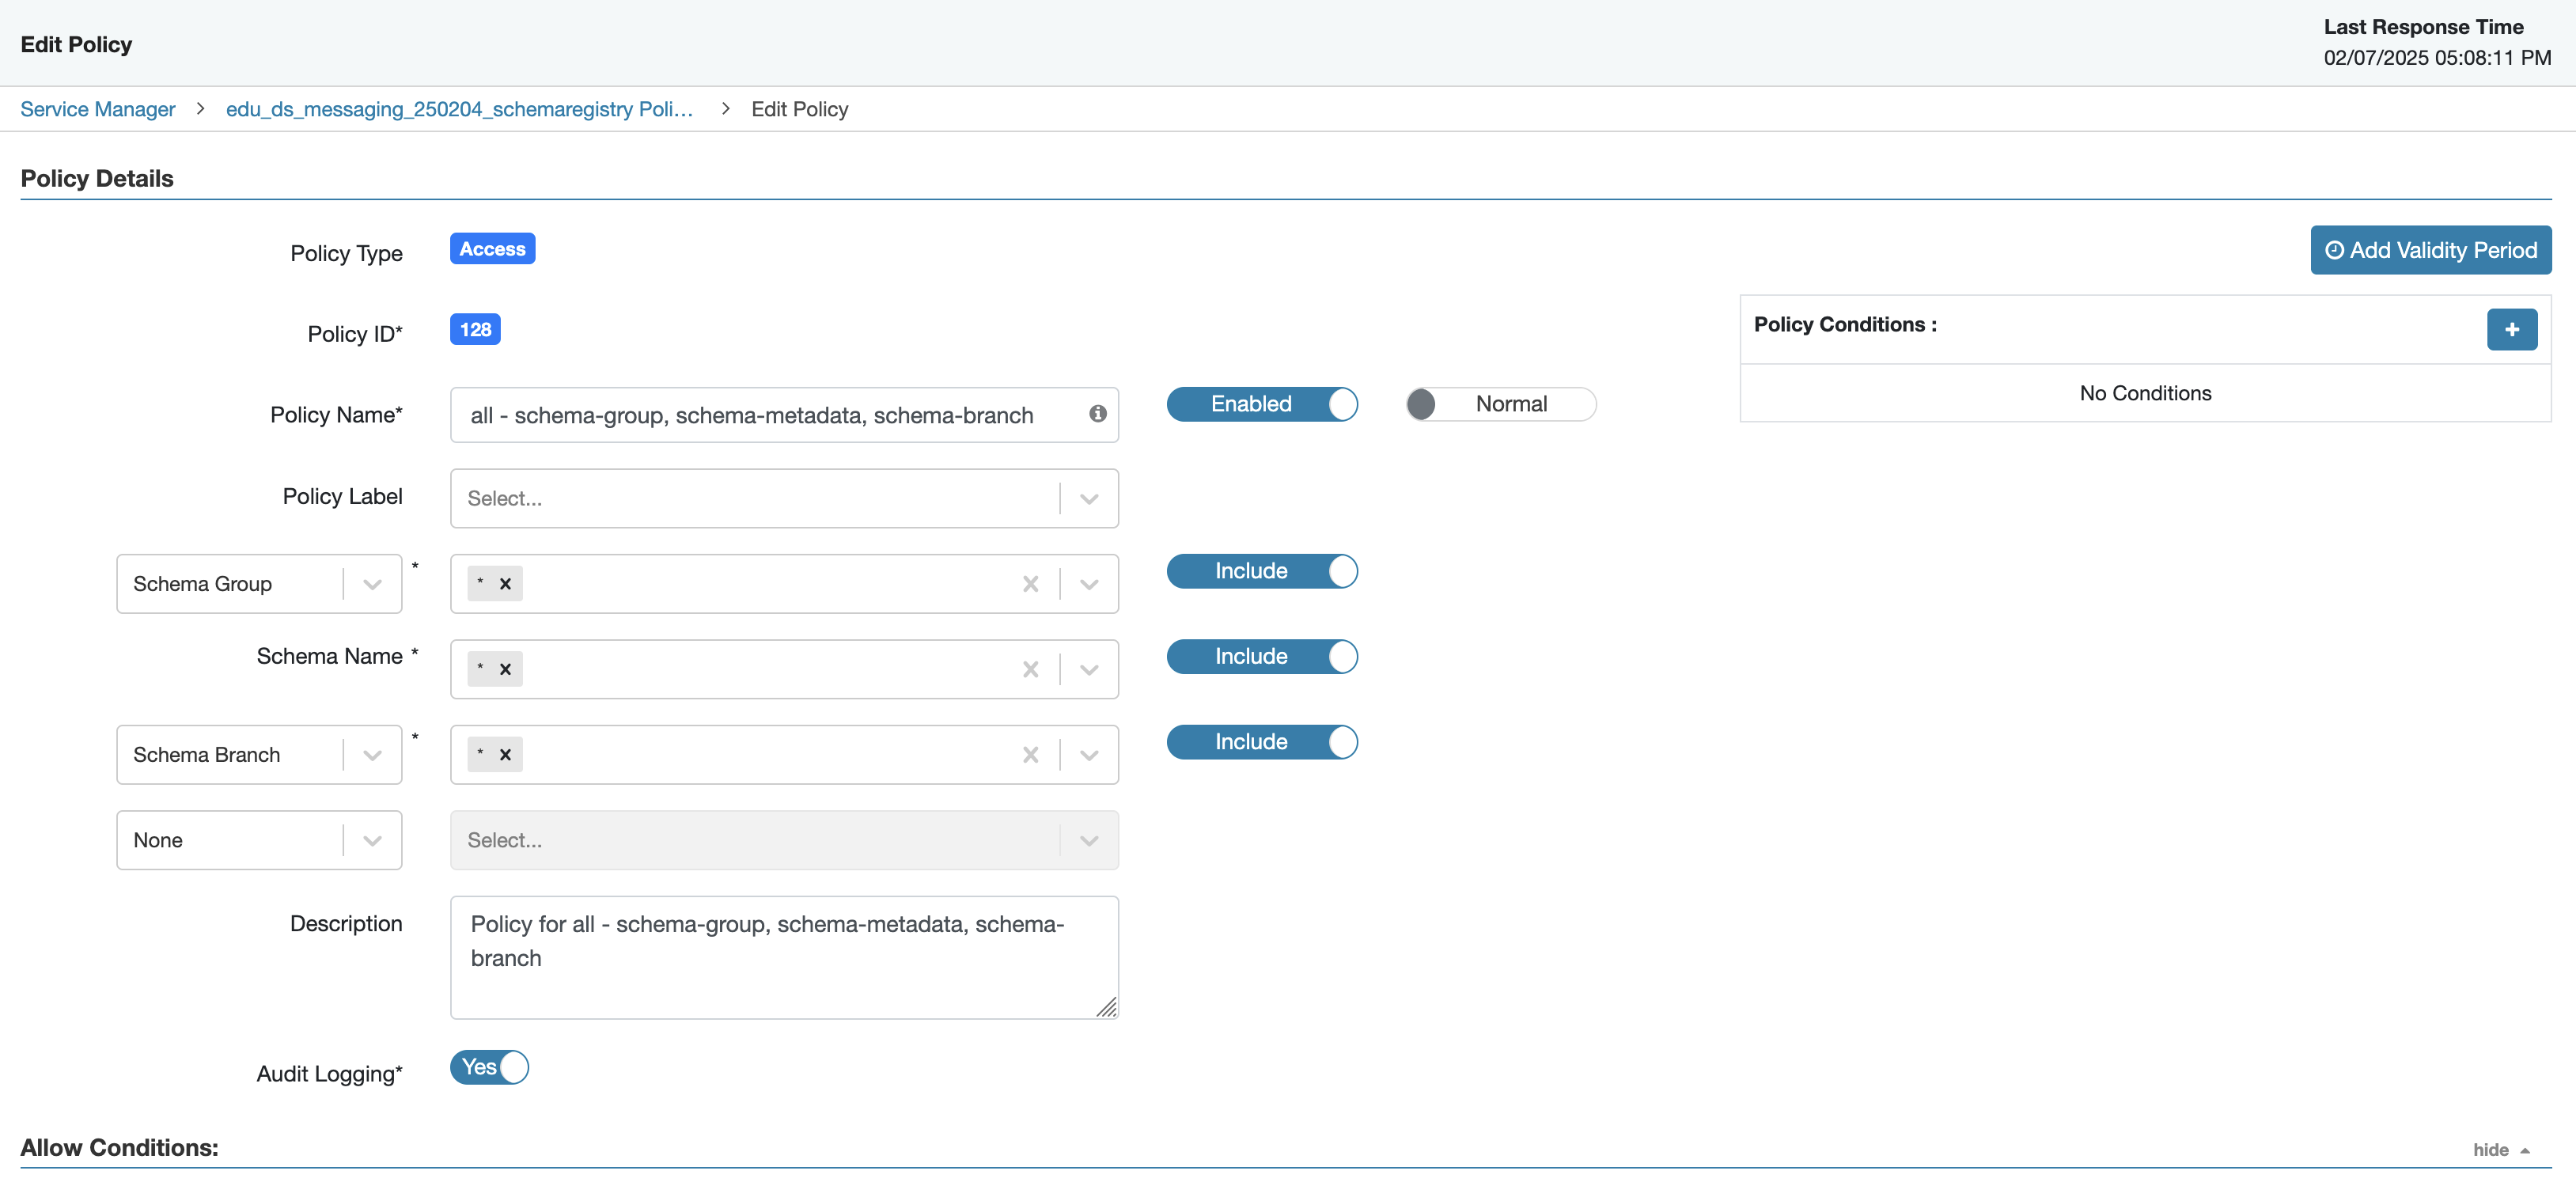 Edit Policy
Last Response Time
02/07/2025 05:08:11 PM
Service Manager > edu_ds_messaging_250204_schemaregistry Poli... > Edit Policy
Policy Details
Policy Type Access
Add Validity Period
Policy ID* 128
Policy Conditions :
+
No Conditions
Policy Name* all - schema-group, schema-metadata, schema-branch Enabled Normal
Policy Label Select...
Schema Group * * × Include
Schema Name * * × Include
Schema Branch * * × Include
None Select...
Description Policy for all - schema-group, schema-metadata, schema-
branch
Audit Logging* Yes
Allow Conditions: hide